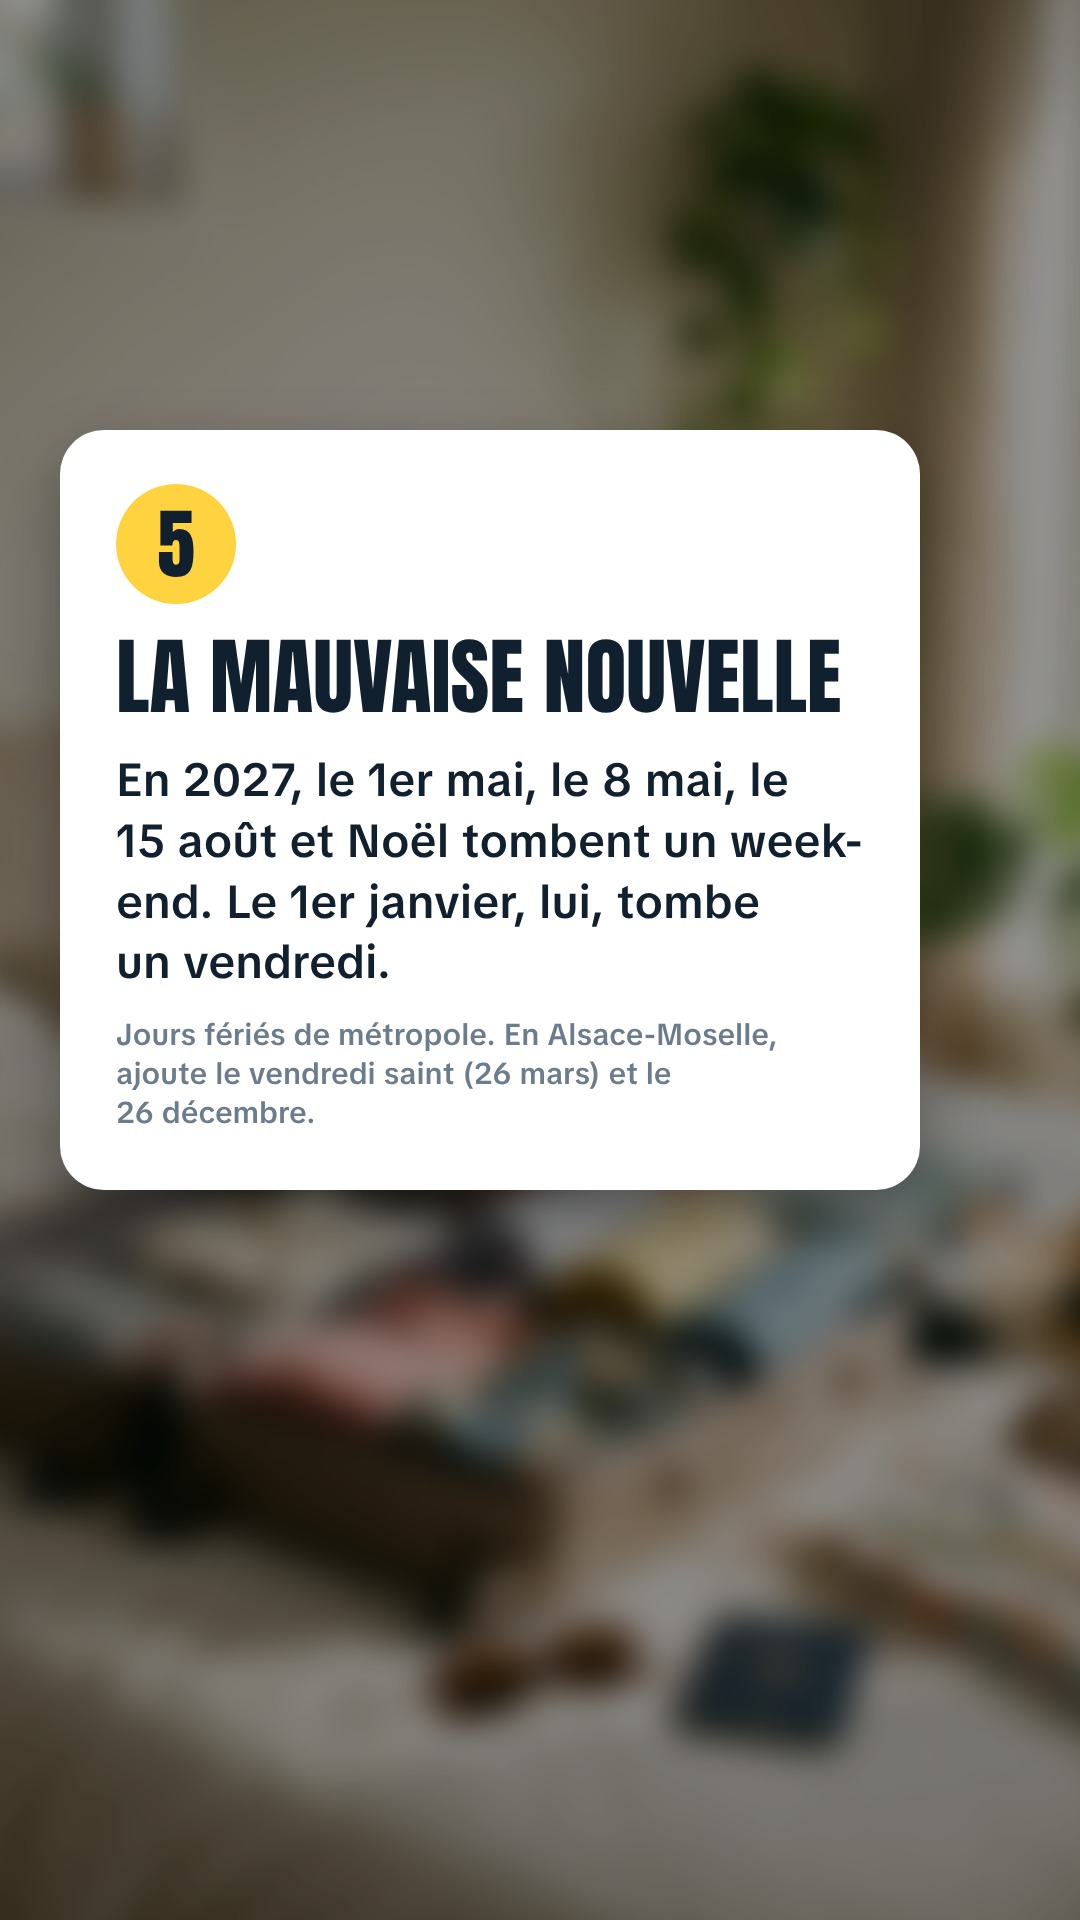 5
LA MAUVAISE NOUVELLE
En 2027, le 1er mai, le 8 mai, le
15 août et Noël tombent un week-
end. Le 1er janvier, lui, tombe
un vendredi.
Jours fériés de métropole. En Alsace-Moselle,
ajoute le vendredi saint (26 mars) et le
26 décembre.